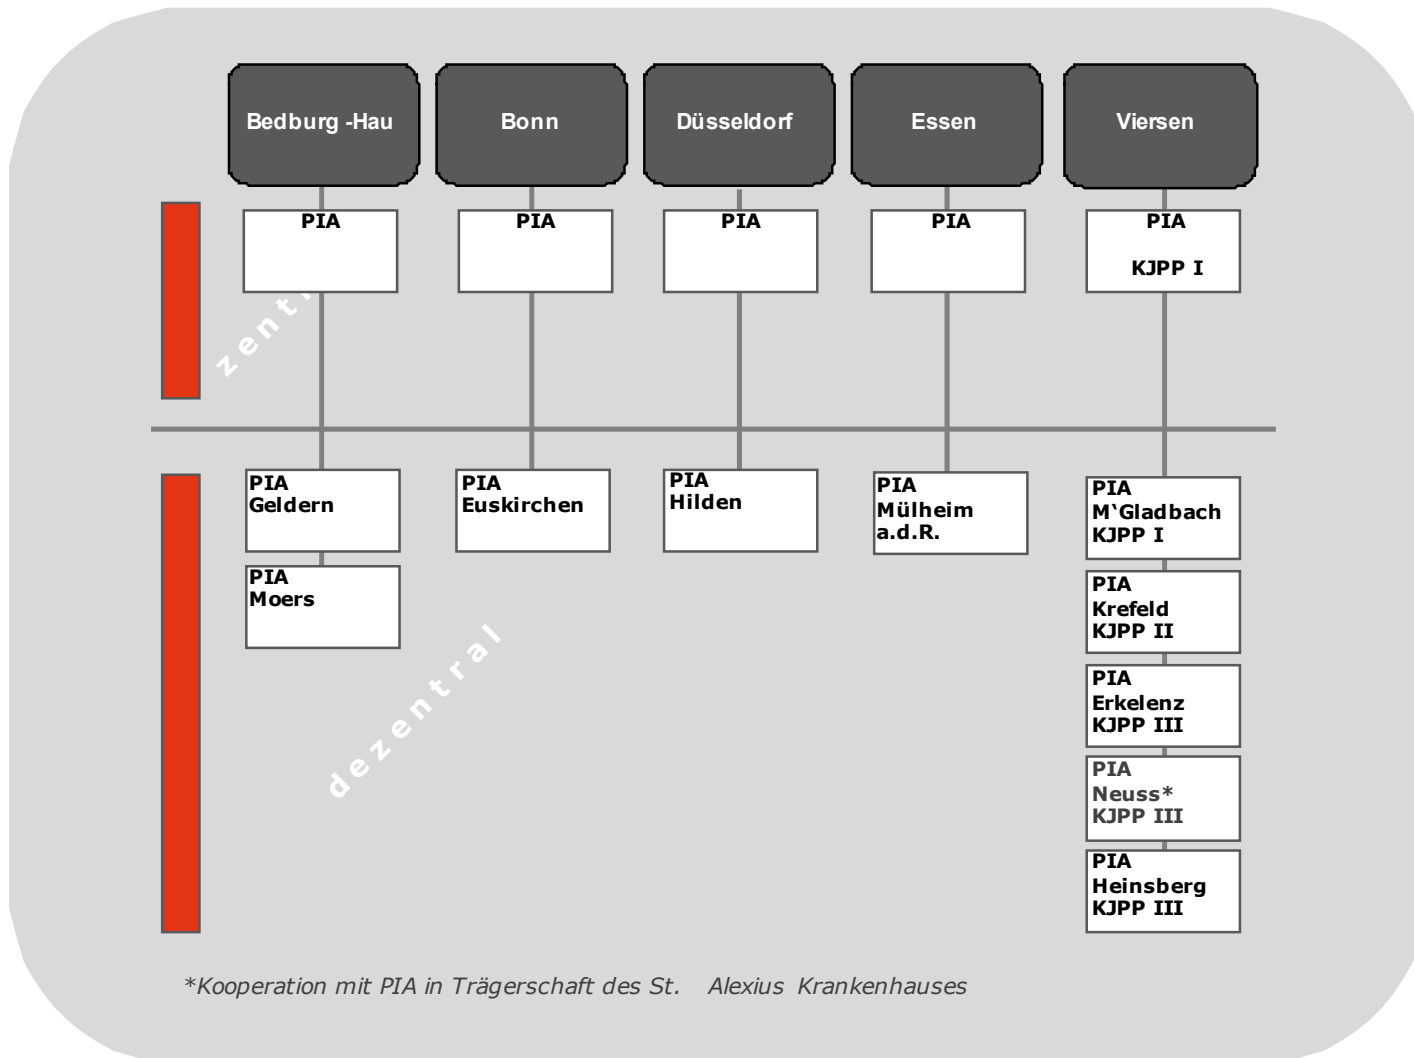 Bedburg -Hau
Bonn
Düsseldorf
Essen
Viersen
PIA
PIA
PIA
PIA
PIA
KJPP I
zentr
PIA
Geldern
PIA
Moers
PIA
Euskirchen
PIA
Hilden
PIA
Mülheim
a.d.R.
PIA
M‘Gladbach
KJPP I
PIA
Krefeld
KJPP II
PIA
Erkelenz
KJPP III
PIA
Neuss*
KJPP III
PIA
Heinsberg
KJPP III
dezentral
*Kooperation mit PIA in Trägerschaft des St. Alexius Krankenhauses